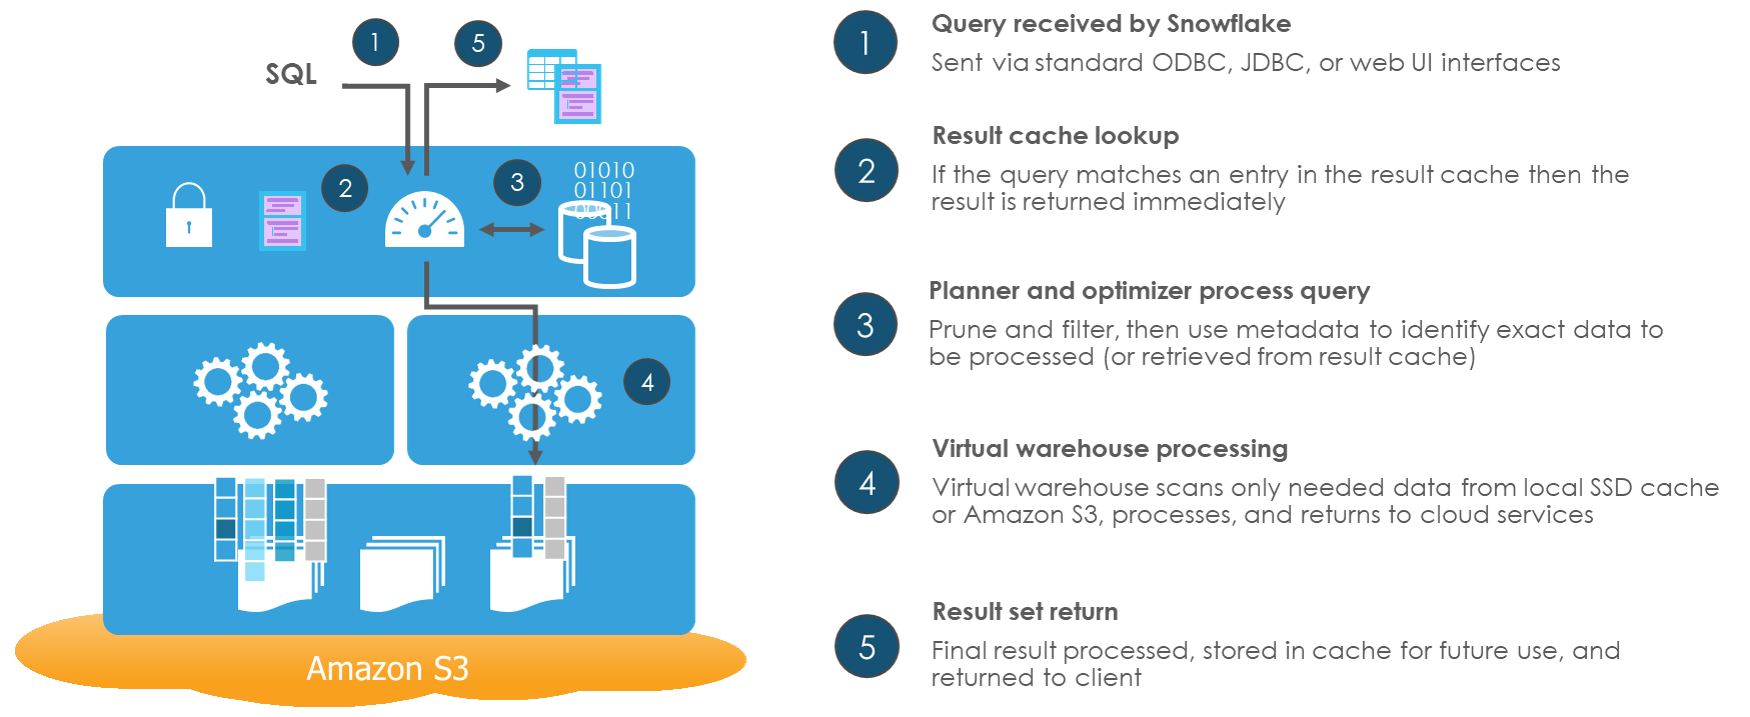 1
5
SQL
2
3
01010
01101
00011
4
Amazon S3
1
Query received by Snowflake
Sent via standard ODBC, JDBC, or web UI interfaces
2
Result cache lookup
If the query matches an entry in the result cache then the
result is returned immediately
3
Planner and optimizer process query
Prune and filter, then use metadata to identify exact data to
be processed (or retrieved from result cache)
4
Virtual warehouse processing
Virtual warehouse scans only needed data from local SSD cache
or Amazon S3, processes, and returns to cloud services
5
Result set return
Final result processed, stored in cache for future use, and
returned to client